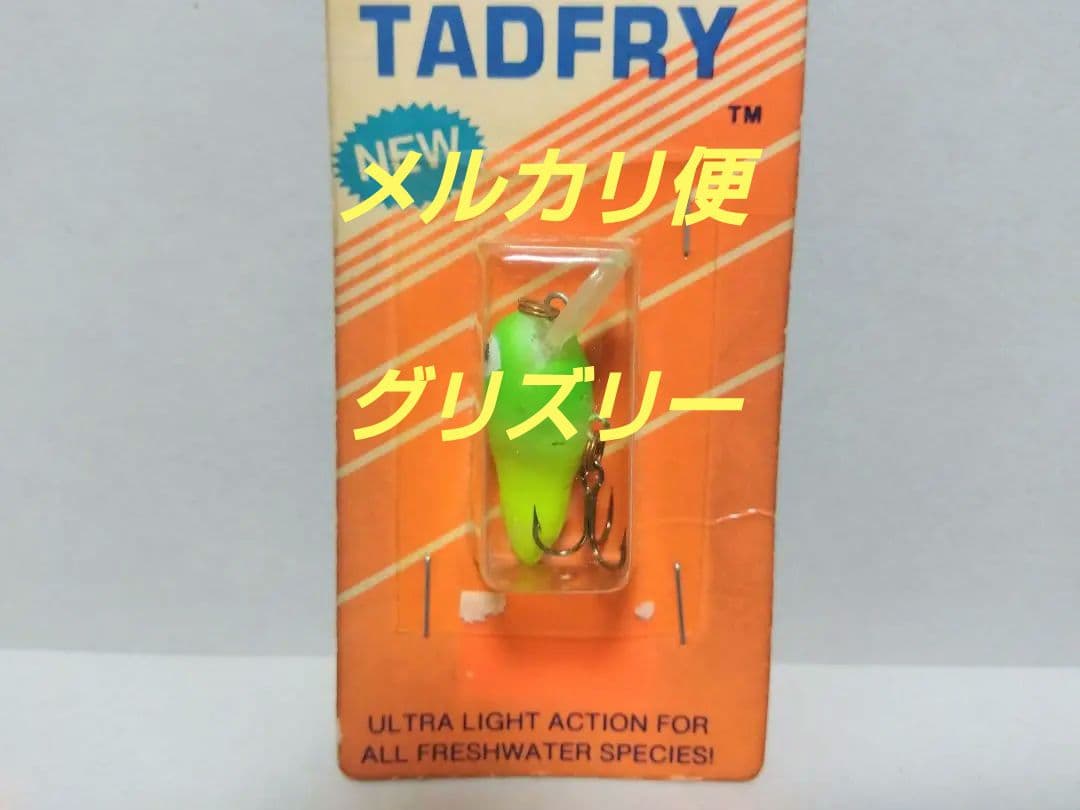 TADFRY
TM
NEW
メルカリ便
グリズリー
ULTRA LIGHT ACTION FOR
ALL FRESHWATER SPECIES!